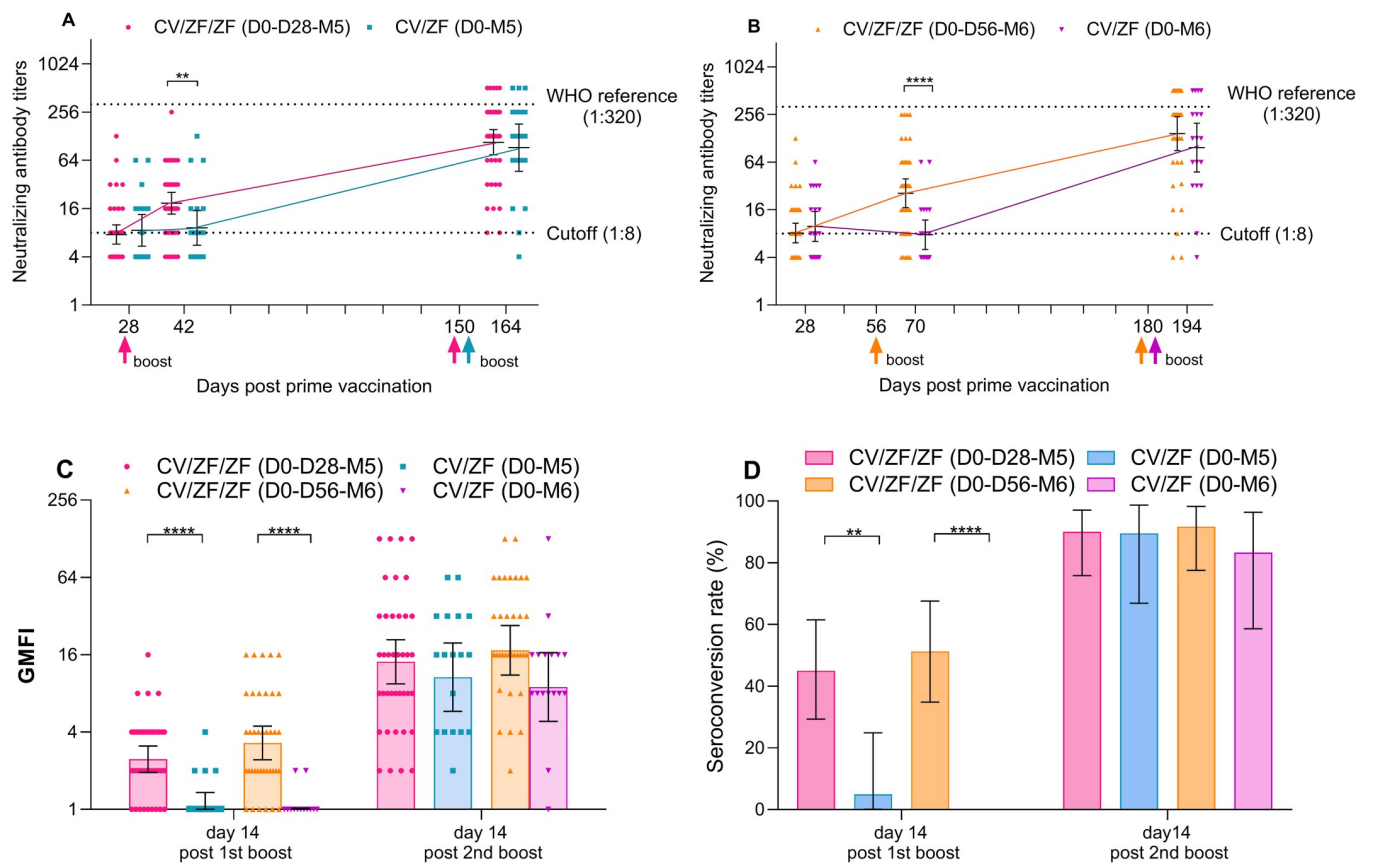 A
CV/ZF/ZF (D0-D28-M5)
CV/ZF (D0-M5)
Neutralizing antibody titers
1024
256
64
16
4
1
**
WHO reference
(1:320)
Cutoff (1:8)
28
42
150
164
boost
boost
Days post prime vaccination
B
CV/ZF/ZF (D0-D56-M6)
CV/ZF (D0-M6)
Neutralizing antibody titers
1024
256
64
16
4
1
****
WHO reference
(1:320)
Cutoff (1:8)
28
56
70
180
194
boost
boost
Days post prime vaccination
C
CV/ZF/ZF (D0-D28-M5)
CV/ZF (D0-M5)
CV/ZF/ZF (D0-D56-M6)
CV/ZF (D0-M6)
GMFI
256
64
16
4
1
****
****
day 14
post 1st boost
day 14
post 2nd boost
D
CV/ZF/ZF (D0-D28-M5)
CV/ZF (D0-M5)
CV/ZF/ZF (D0-D56-M6)
CV/ZF (D0-M6)
Seroconversion rate (%)
100
80
60
40
20
0
**
****
day 14
post 1st boost
day14
post 2nd boost